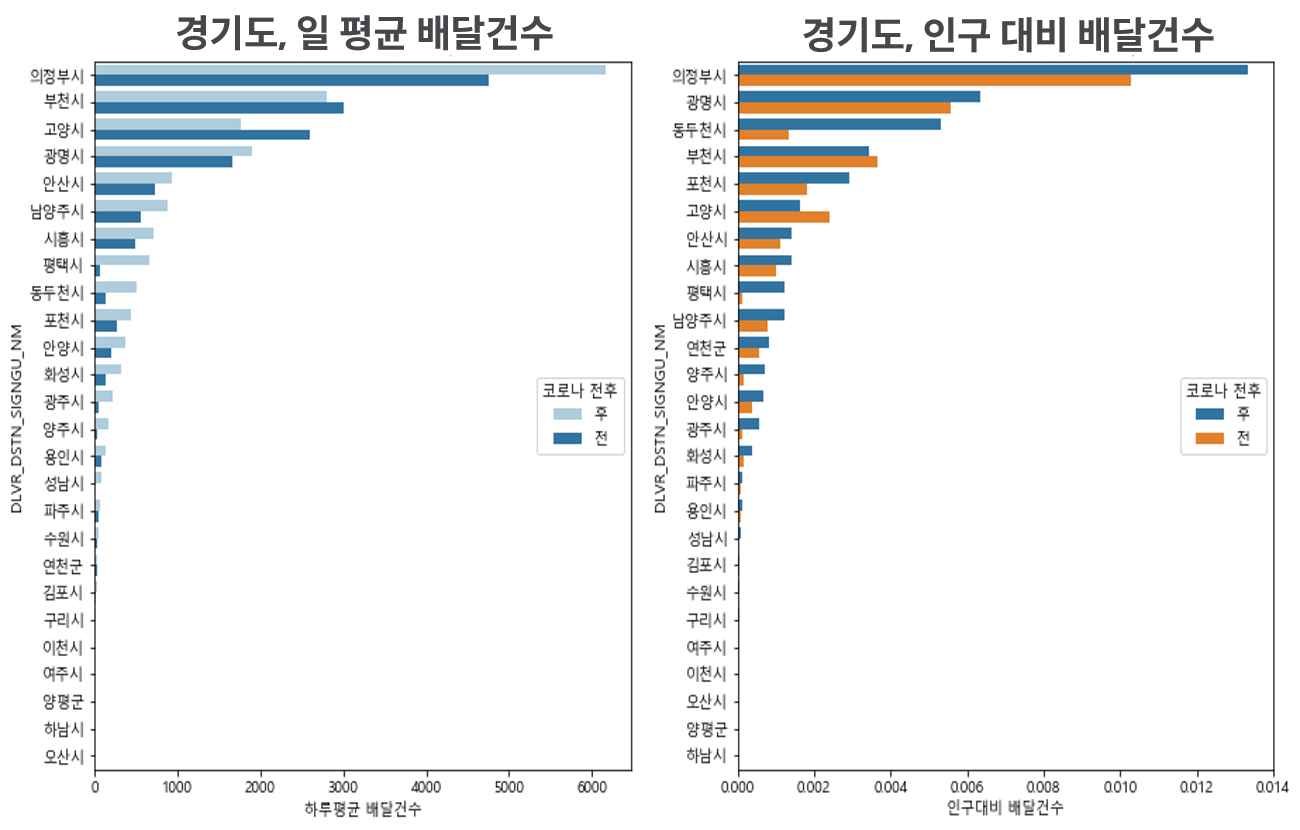 경기도, 일 평균 배달건수
DLVR_DSTN_SIGNGU_NM
의정부시
부천시
고양시
광명시
안산시
남양주시
시흥시
평택시
동두천시
포천시
안양시
화성시
광주시
양주시
용인시
성남시
파주시
수원시
연천군
김포시
구리시
이천시
여주시
양평군
하남시
오산시
코로나 전후
후
전
0 1000 2000 3000 4000 5000 6000
하루평균 배달건수
경기도, 인구 대비 배달건수
DLVR_DSTN_SIGNGU_NM
의정부시
광명시
동두천시
부천시
포천시
고양시
안산시
시흥시
평택시
남양주시
연천군
양주시
안양시
광주시
화성시
파주시
용인시
성남시
김포시
수원시
구리시
여주시
이천시
오산시
양평군
하남시
코로나 전후
후
전
0.000 0.002 0.004 0.006 0.008 0.010 0.012 0.014
인구대비 배달건수